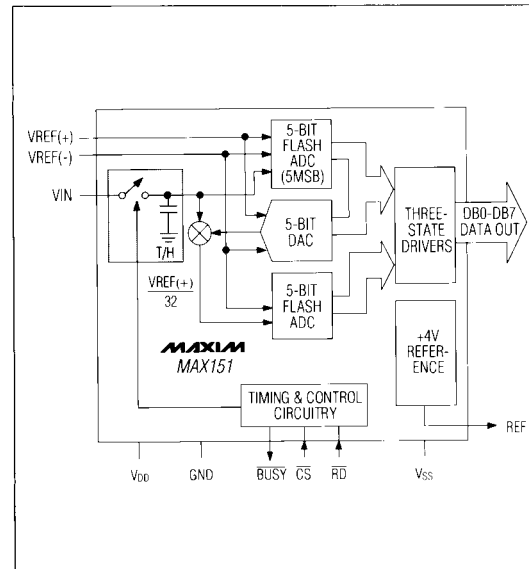 VREF(+)
VREF(-)
VIN
T/H
VREF(+)
32
5-BIT
FLASH
ADC
(5MSB)
5-BIT
DAC
5-BIT
FLASH
ADC
THREE-
STATE
DRIVERS
DB0-DB7
DATA OUT
+4V
REFER-
ENCE
MAXIM
MAX151
TIMING & CONTROL
CIRCUITRY
REF
VDD
GND
BUSY
CS
RD
VSS